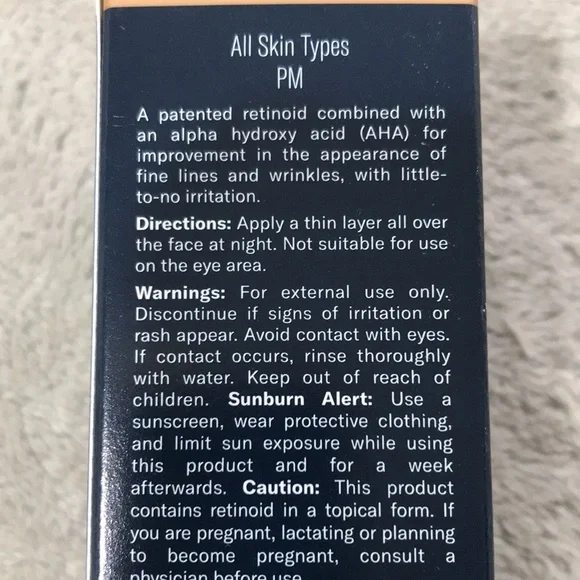 All Skin Types
PM
A patented retinoid combined with
an alpha hydroxy acid (AHA) for
improvement in the appearance of
fine lines and wrinkles, with little-
to-no irritation.
Directions: Apply a thin layer all over
the face at night. Not suitable for use
on the eye area.
Warnings: For external use only.
Discontinue if signs of irritation or
rash appear. Avoid contact with eyes.
If contact occurs, rinse thoroughly
with water. Keep out of reach of
children. Sunburn Alert: Use a
sunscreen, wear protective clothing,
and limit sun exposure while using
this product and for a week
afterwards. Caution: This product
contains retinoid in a topical form. If
you are pregnant, lactating or planning
to become pregnant, consult a
physician before use.